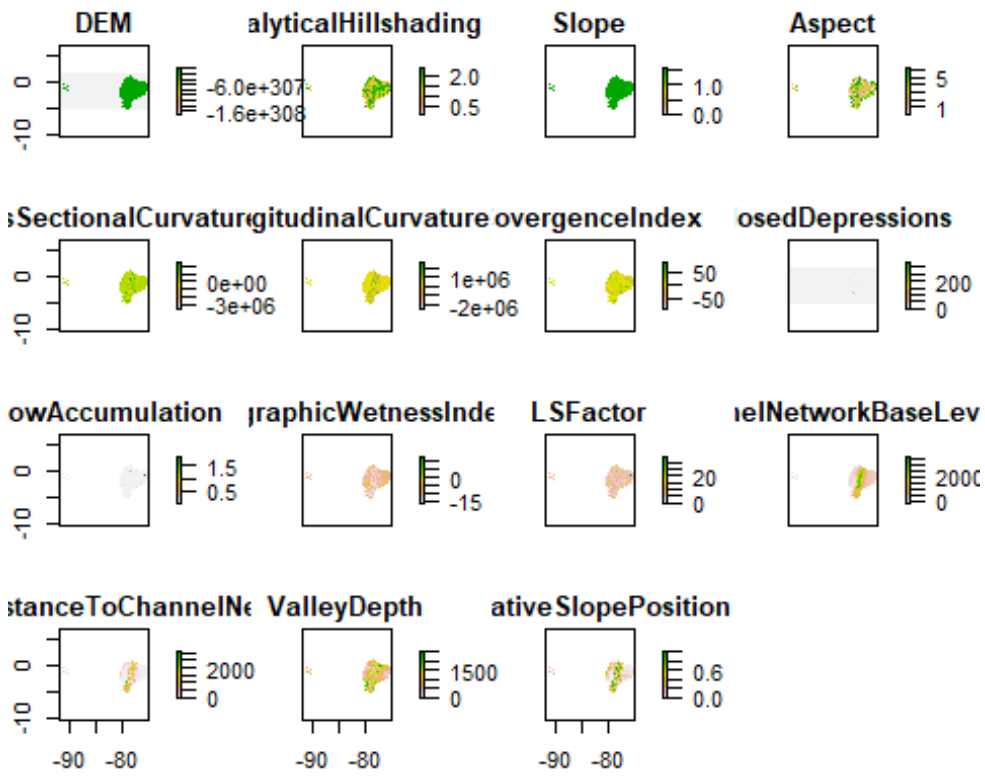 DEM alyticalHillshading Slope Aspect
0 -10 -6.0e+307 -1.6e+308 2.0 0.5 1.0 0.0 5 1
sSectionalCurvature gitudinalCurvature overgenceIndex losedDepressions
0 -10 0e+00 -3e+06 1e+06 -2e+06 50 -50 200 0
owAccumulation graphicWetnessInde LSFactor nelNetworkBaseLev
0 -10 1.5 0.5 0 -15 20 0 2000 0
stanceToChannelNe ValleyDepth ativeSlopePosition
0 -10 2000 0 1500 0 0.6 0.0
-90 -80 -90 -80 -90 -80